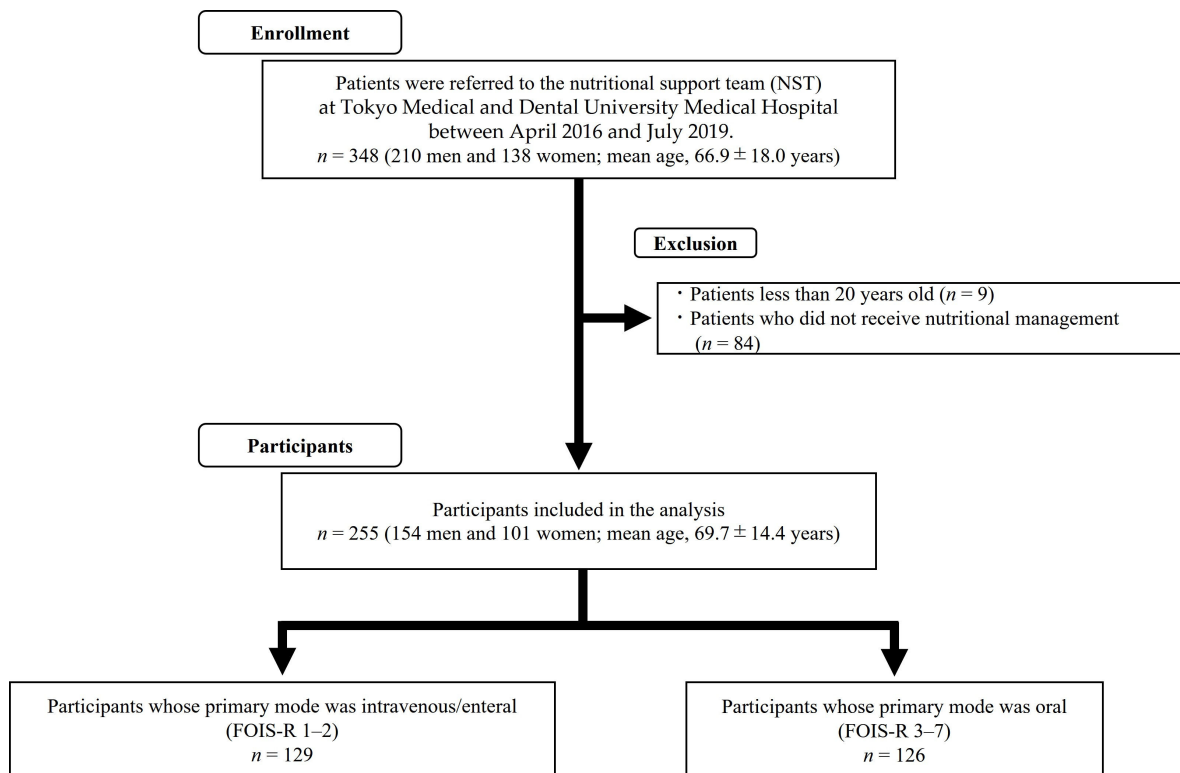 Enrollment
Patients were referred to the nutritional support team (NST)
at Tokyo Medical and Dental University Medical Hospital
between April 2016 and July 2019.
n = 348 (210 men and 138 women; mean age, 66.9 ± 18.0 years)
Exclusion
・Patients less than 20 years old (n = 9)
・Patients who did not receive nutritional management
(n = 84)
Participants
Participants included in the analysis
n = 255 (154 men and 101 women; mean age, 69.7 ± 14.4 years)
Participants whose primary mode was intravenous/enteral
(FOIS-R 1–2)
n = 129
Participants whose primary mode was oral
(FOIS-R 3–7)
n = 126